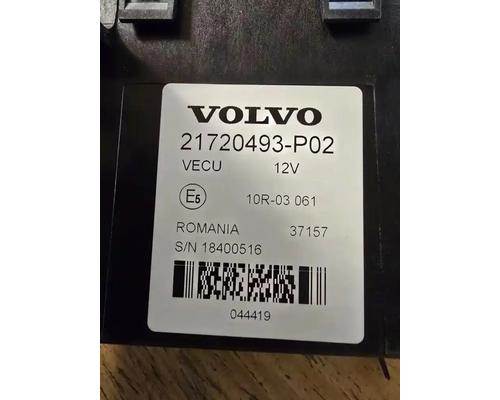 VOLVO
21720493-P02
VECU 12V
E5 10R-03 061
ROMANIA 37157
S/N 18400516
044419